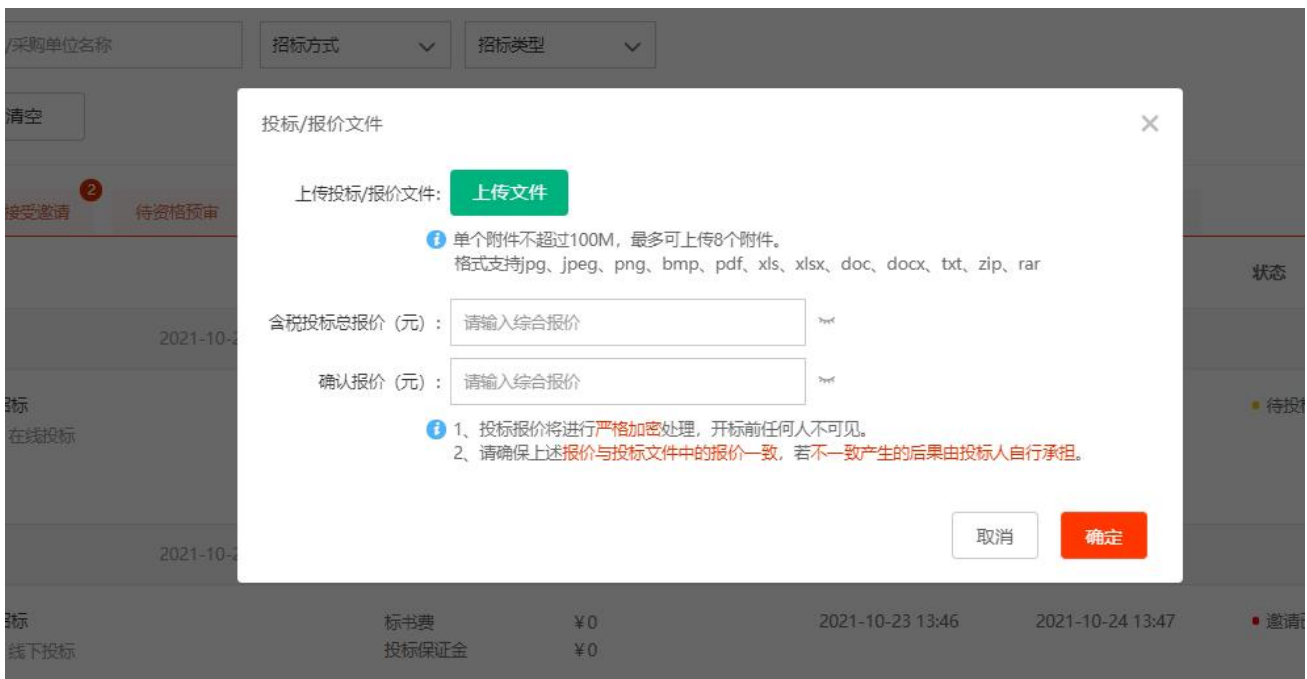 /采购单位名称
招标方式
招标类型
清空
投标/报价文件
上传投标/报价文件:
上传文件
2
接受邀请
待资格预审
单个附件不超过100M，最多可上传8个附件。
格式支持jpg、jpeg、png、bmp、pdf、xls、xlsx、doc、docx、txt、zip、rar
状态
含税投标总报价（元）:
请输入综合报价
2021-10-2
确认报价（元）:
请输入综合报价
招标
待投标
在线投标
1、投标报价将进行严格加密处理，开标前任何人不可见。
2、请确保上述报价与投标文件中的报价一致，若不一致产生的后果由投标人自行承担。
取消
确定
2021-10-2
招标
标书费
￥0
2021-10-23 13:46
2021-10-24 13:47
邀请
线下投标
投标保证金
￥0